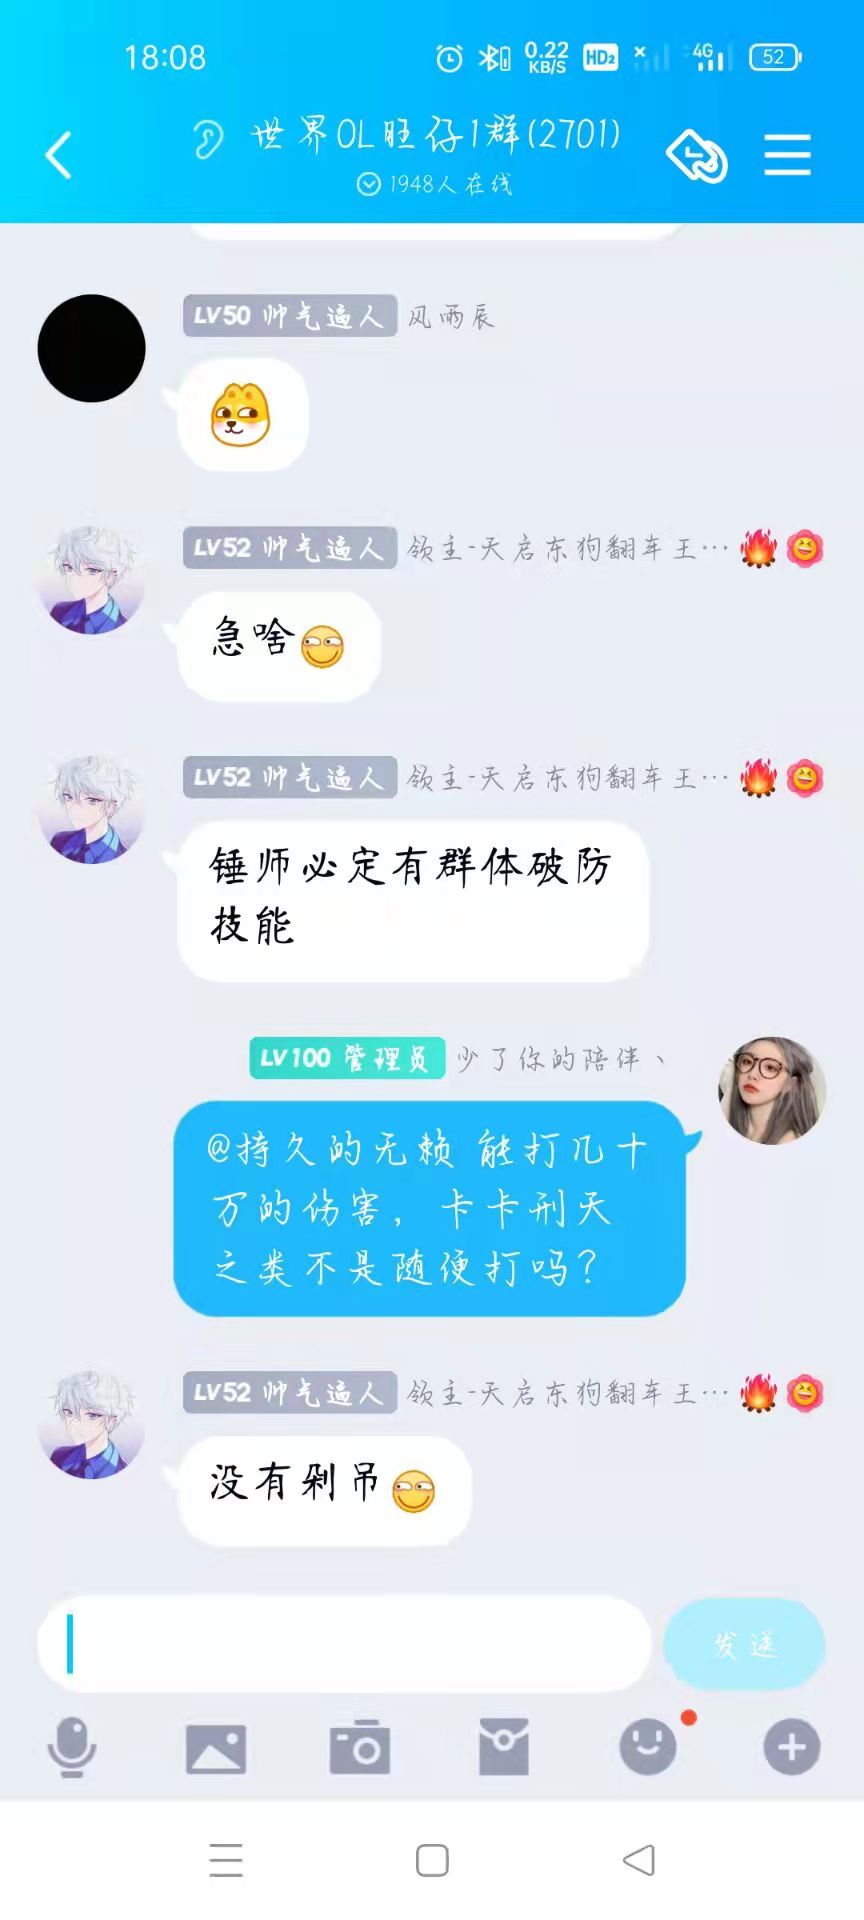 18:08
0.22
KB/S
HD2
4G
52
世界OL旺仔1群(2701)
1948人在线
LV50 帅气逼人 风雨辰
LV52 帅气逼人 领主-天启东狗翻车王…
急啥
LV52 帅气逼人 领主-天启东狗翻车王…
锤师必定有群体破防
技能
LV100 管理员 少了你的陪伴丶
@持久的无赖 能打几十
万的伤害，卡卡刑天
之类不是随便打吗？
LV52 帅气逼人 领主-天启东狗翻车王…
没有剁吊
发送